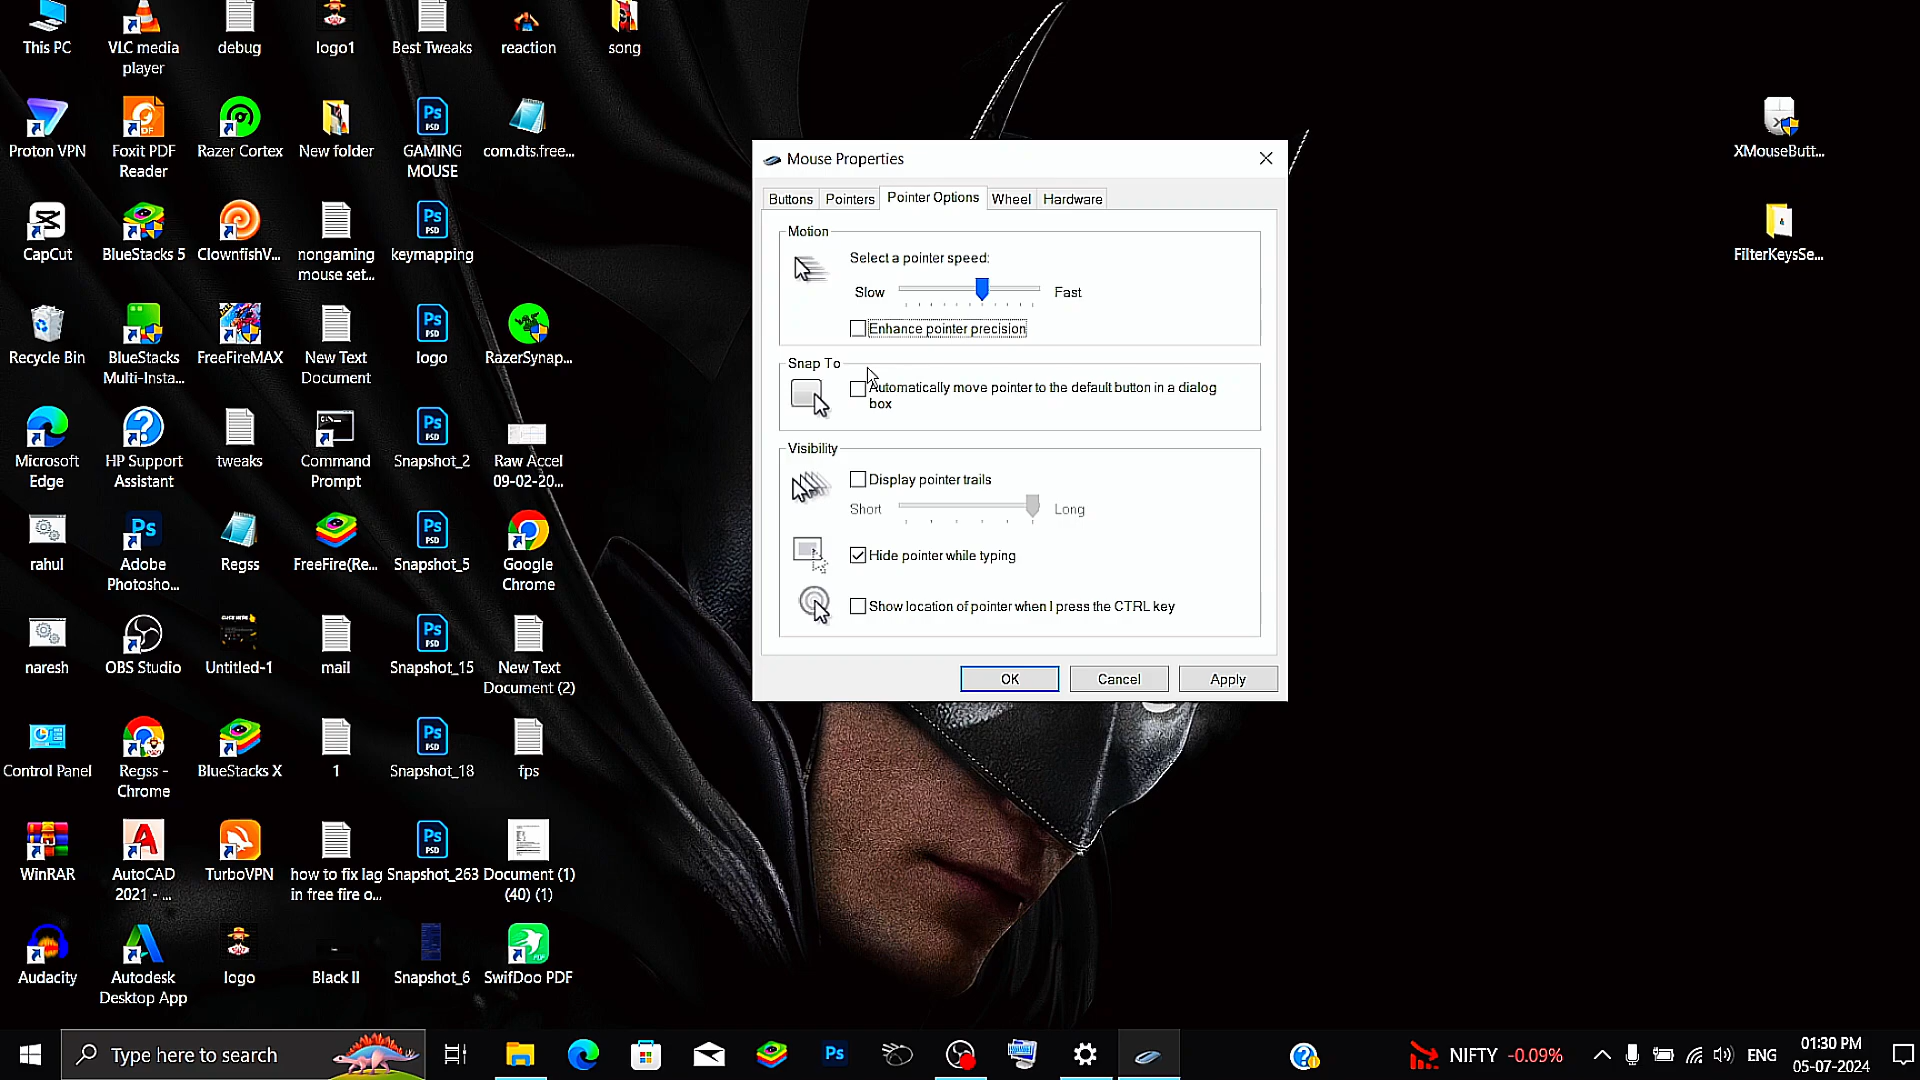 This PC
VLC media
player
debug
logo1
Best Tweaks
reaction
song
Proton VPN
Foxit PDF
Reader
Razer Cortex
New folder
GAMING
MOUSE
com.dts.free...
CapCut
BlueStacks 5
ClownfishV...
nongaming
mouse set...
keymapping
Recycle Bin
BlueStacks
Multi-Insta...
FreeFireMAX
New Text
Document
logo
RazerSynap...
Microsoft
Edge
HP Support
Assistant
tweaks
Command
Prompt
Snapshot_2
Raw Accel
09-02-20...
rahul
Adobe
Photosho...
Regss
FreeFire(Re...
Snapshot_5
Google
Chrome
naresh
OBS Studio
Untitled-1
mail
Snapshot_15
New Text
Document (2)
Control Panel
Regss -
Chrome
BlueStacks X
1
Snapshot_18
fps
WinRAR
AutoCAD
2021 - ...
TurboVPN
how to fix lag
in free fire o...
Snapshot_263
Document (1)
(40) (1)
Audacity
Autodesk
Desktop App
logo
Black II
Snapshot_6
SwifDoo PDF
Mouse Properties
Buttons
Pointers
Pointer Options
Wheel
Hardware
Motion
Select a pointer speed:
Slow
Fast
Enhance pointer precision
Snap To
Automatically move pointer to the default button in a dialog
box
Visibility
Display pointer trails
Short
Long
Hide pointer while typing
Show location of pointer when I press the CTRL key
OK
Cancel
Apply
XMouseButt...
FilterKeysSe...
Type here to search
NIFTY -0.09%
ENG
01:30 PM
05-07-2024